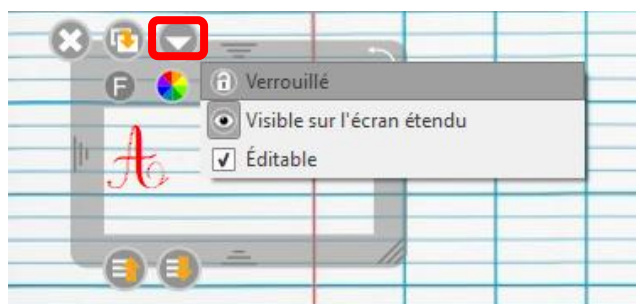 F
Verrouillé
Visible sur l'écran étendu
Éditable
A